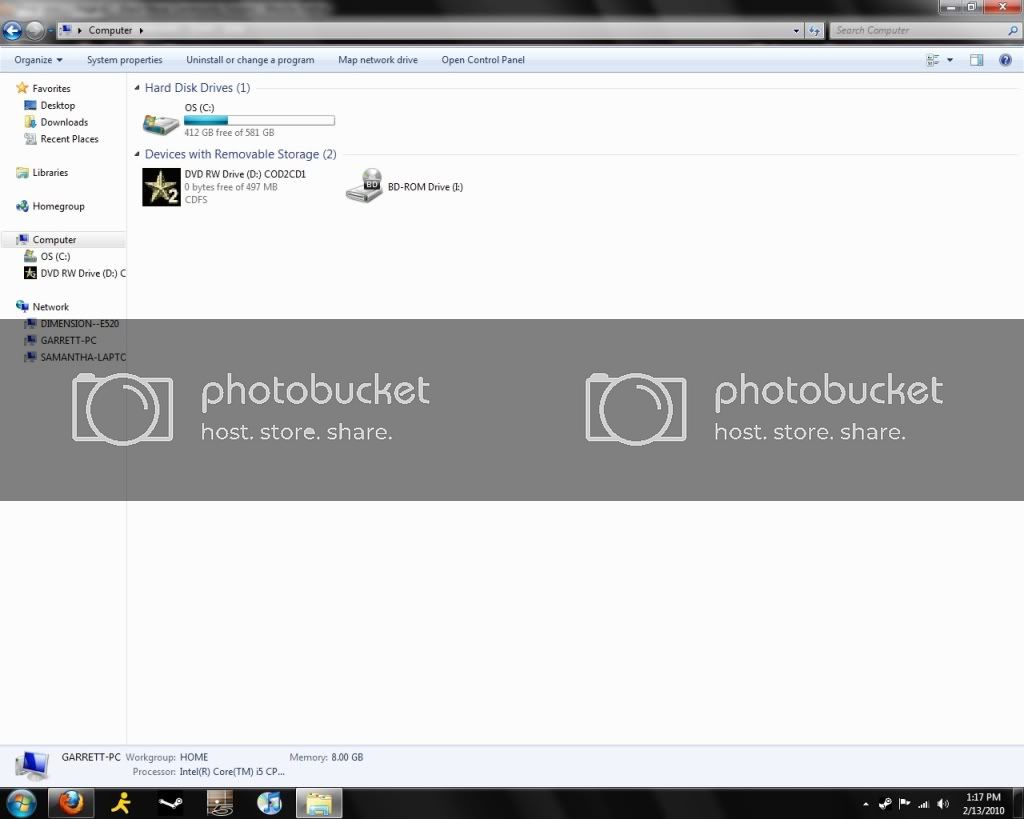 Computer
Search Computer
Organize
System properties
Uninstall or change a program
Map network drive
Open Control Panel
Favorites
Desktop
Downloads
Recent Places
Libraries
Homegroup
Computer
OS (C:)
DVD RW Drive (D:) C
Network
DIMENSION--E520
GARRETT-PC
SAMANTHA-LAPTO
Hard Disk Drives (1)
OS (C:)
412 GB free of 581 GB
Devices with Removable Storage (2)
DVD RW Drive (D:) COD2CD1
0 bytes free of 497 MB
CDFS
2
BD
BD-ROM Drive (I:)
photobucket
host. store. share.
photobucket
host. store. share.
GARRETT-PC
Workgroup: HOME
Memory: 8.00 GB
Processor: Intel(R) Core(TM) i5 CP...
1:17 PM
2/13/2010